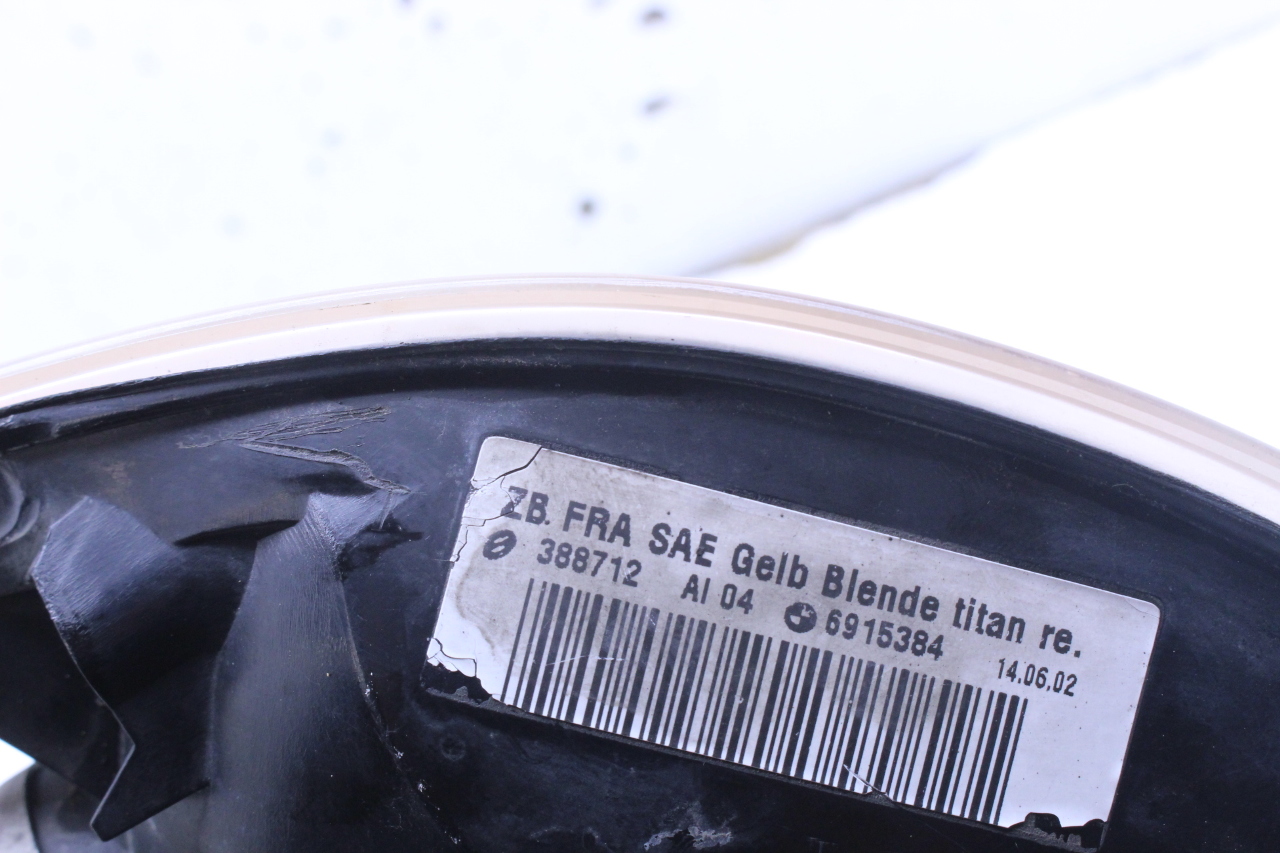 ZB. FRA SAE Gelb Blende titan re.
388712 AI 04 6915384
14.06.02